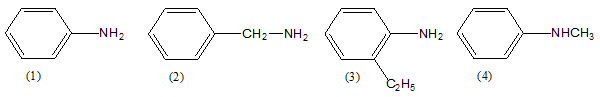 NH2 CH2—NH2 NH2 NHCH3
C2H5
(1) (2) (3) (4)